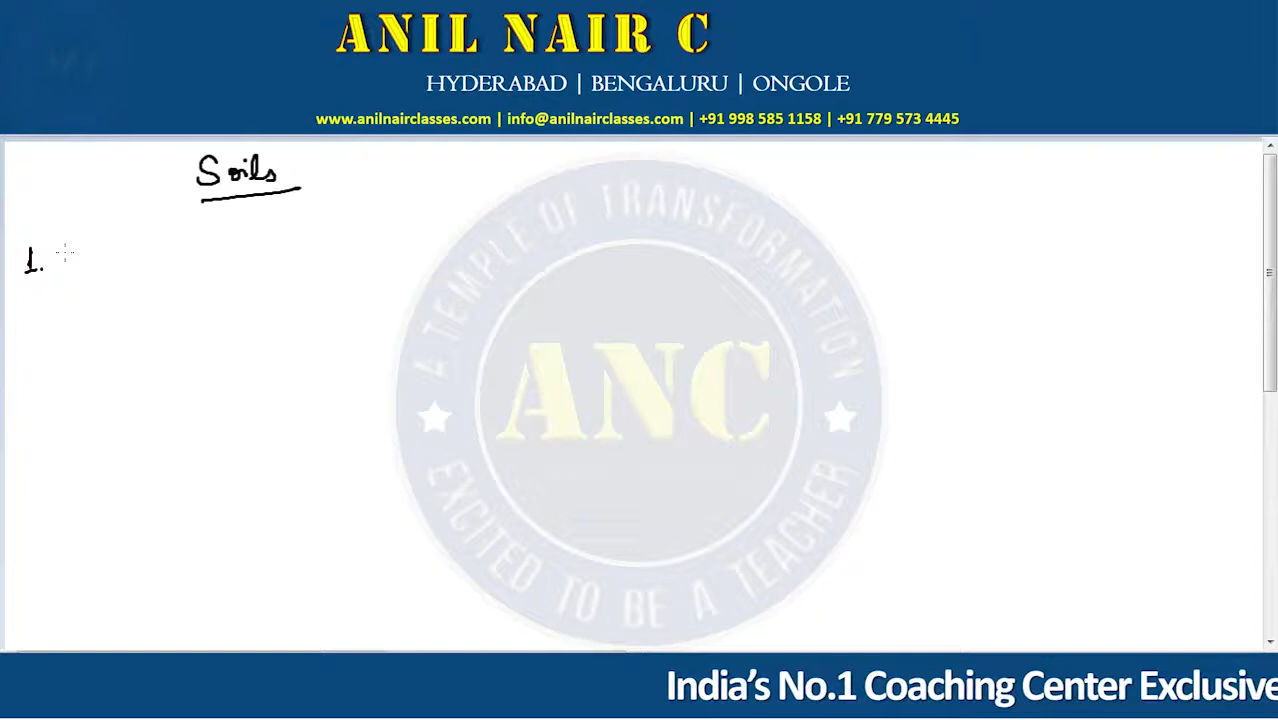 ANIL NAIR C
HYDERABAD | BENGALURU | ONGOLE
www.anilnairclasses.com | info@anilnairclasses.com | +91 998 585 1158 | +91 779 573 4445
Soils
1.
A TEMPLE OF TRANSFORMATION
ANC
EXCITED TO BE A TEACHER
India's No.1 Coaching Center Exclusive